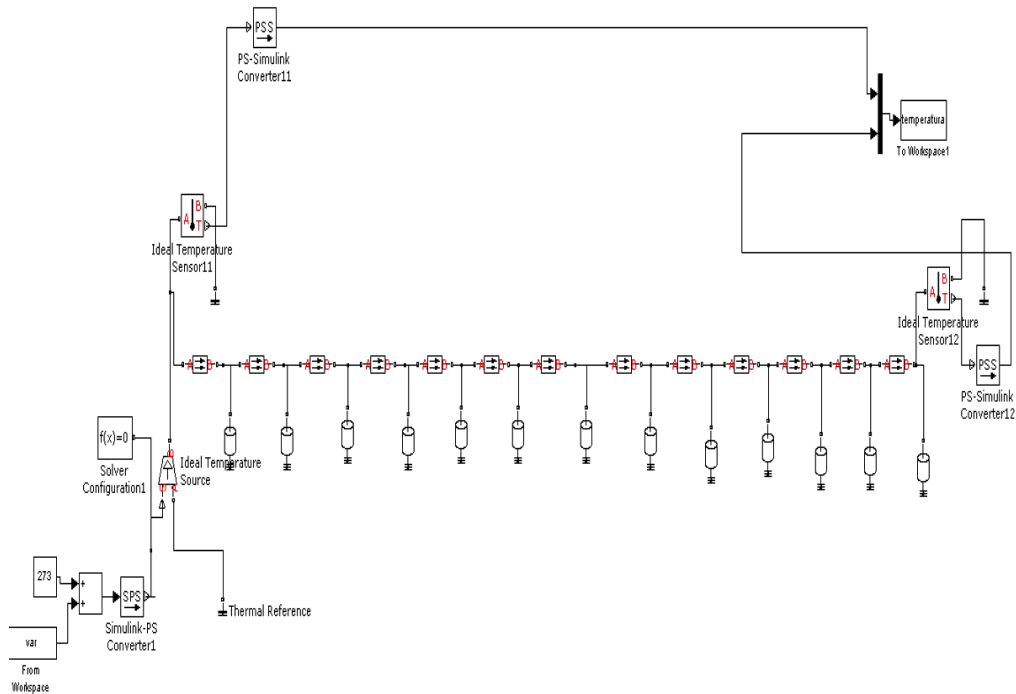 PSS
PS-Simulink
Converter11
temperatura
To Workspace1
A
B
T
Ideal Temperature
Sensor11
A
B
T
Ideal Temperature
Sensor12
PSS
PS-Simulink
Converter12
A B A B A B A B A B A B A B A B A B A B A B A B A B
f(x)=0
Solver
Configuration1
Ideal Temperature
Source
273
+
+
SPS
Simulink-PS
Converter1
Thermal Reference
var
From
Workspace